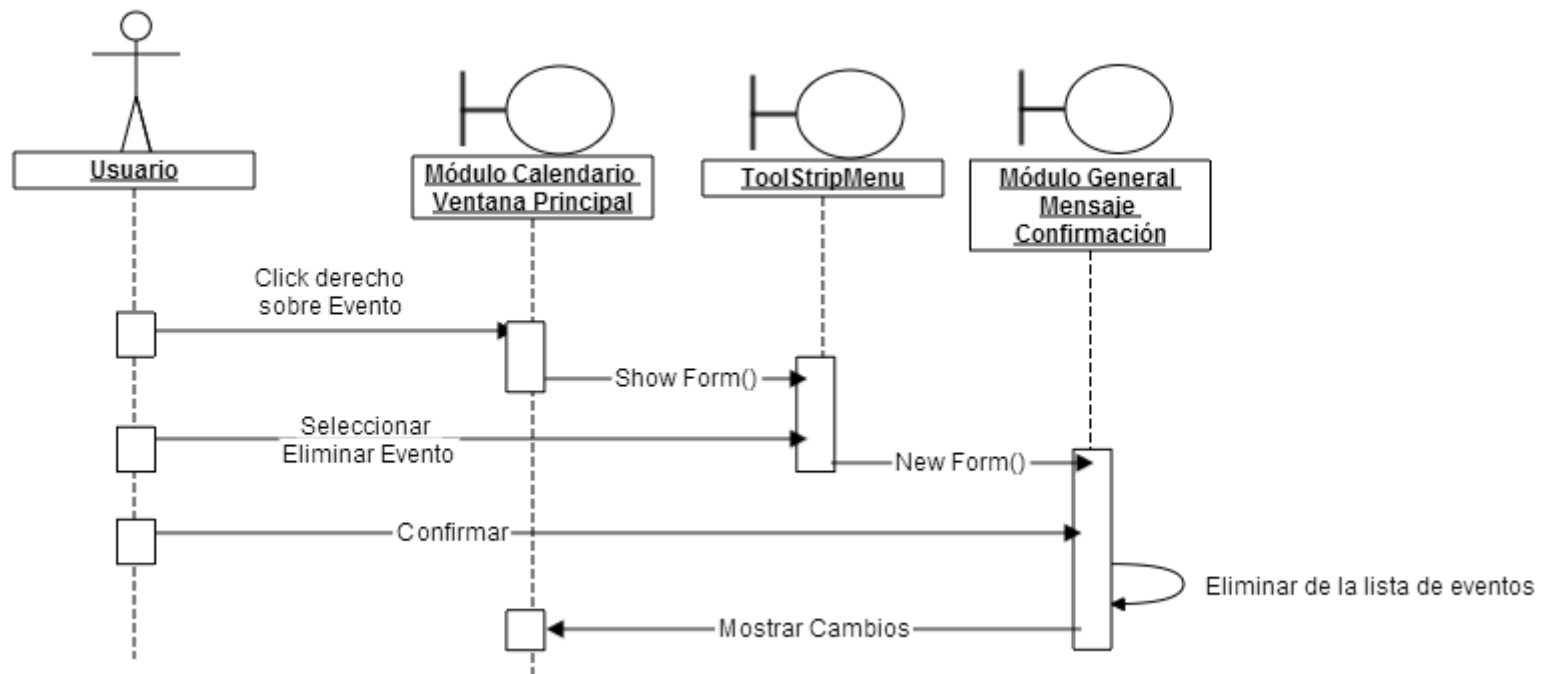 Usuario
Módulo Calendario
Ventana Principal
ToolStripMenu
Módulo General
Mensaje
Confirmación
Click derecho
sobre Evento
Show Form()
Seleccionar
Eliminar Evento
New Form()
Confirmar
Eliminar de la lista de eventos
Mostrar Cambios